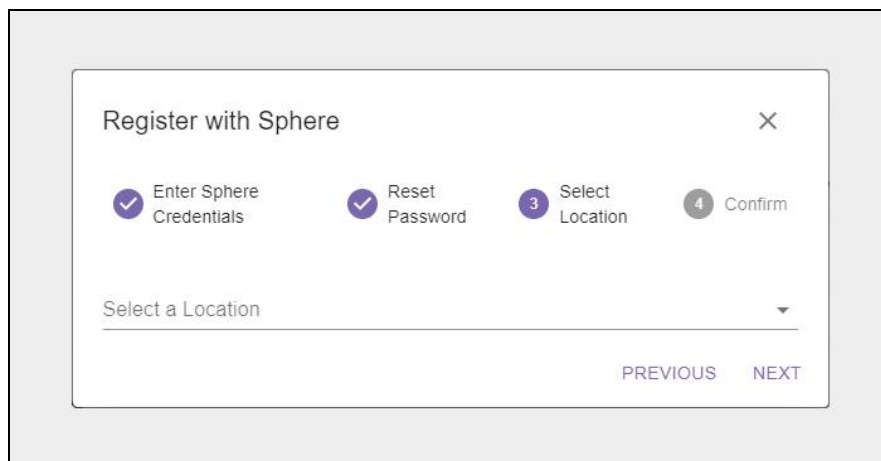 Register with Sphere
Enter Sphere
Credentials
Reset
Password
3
Select
Location
4
Confirm
Select a Location
PREVIOUS NEXT